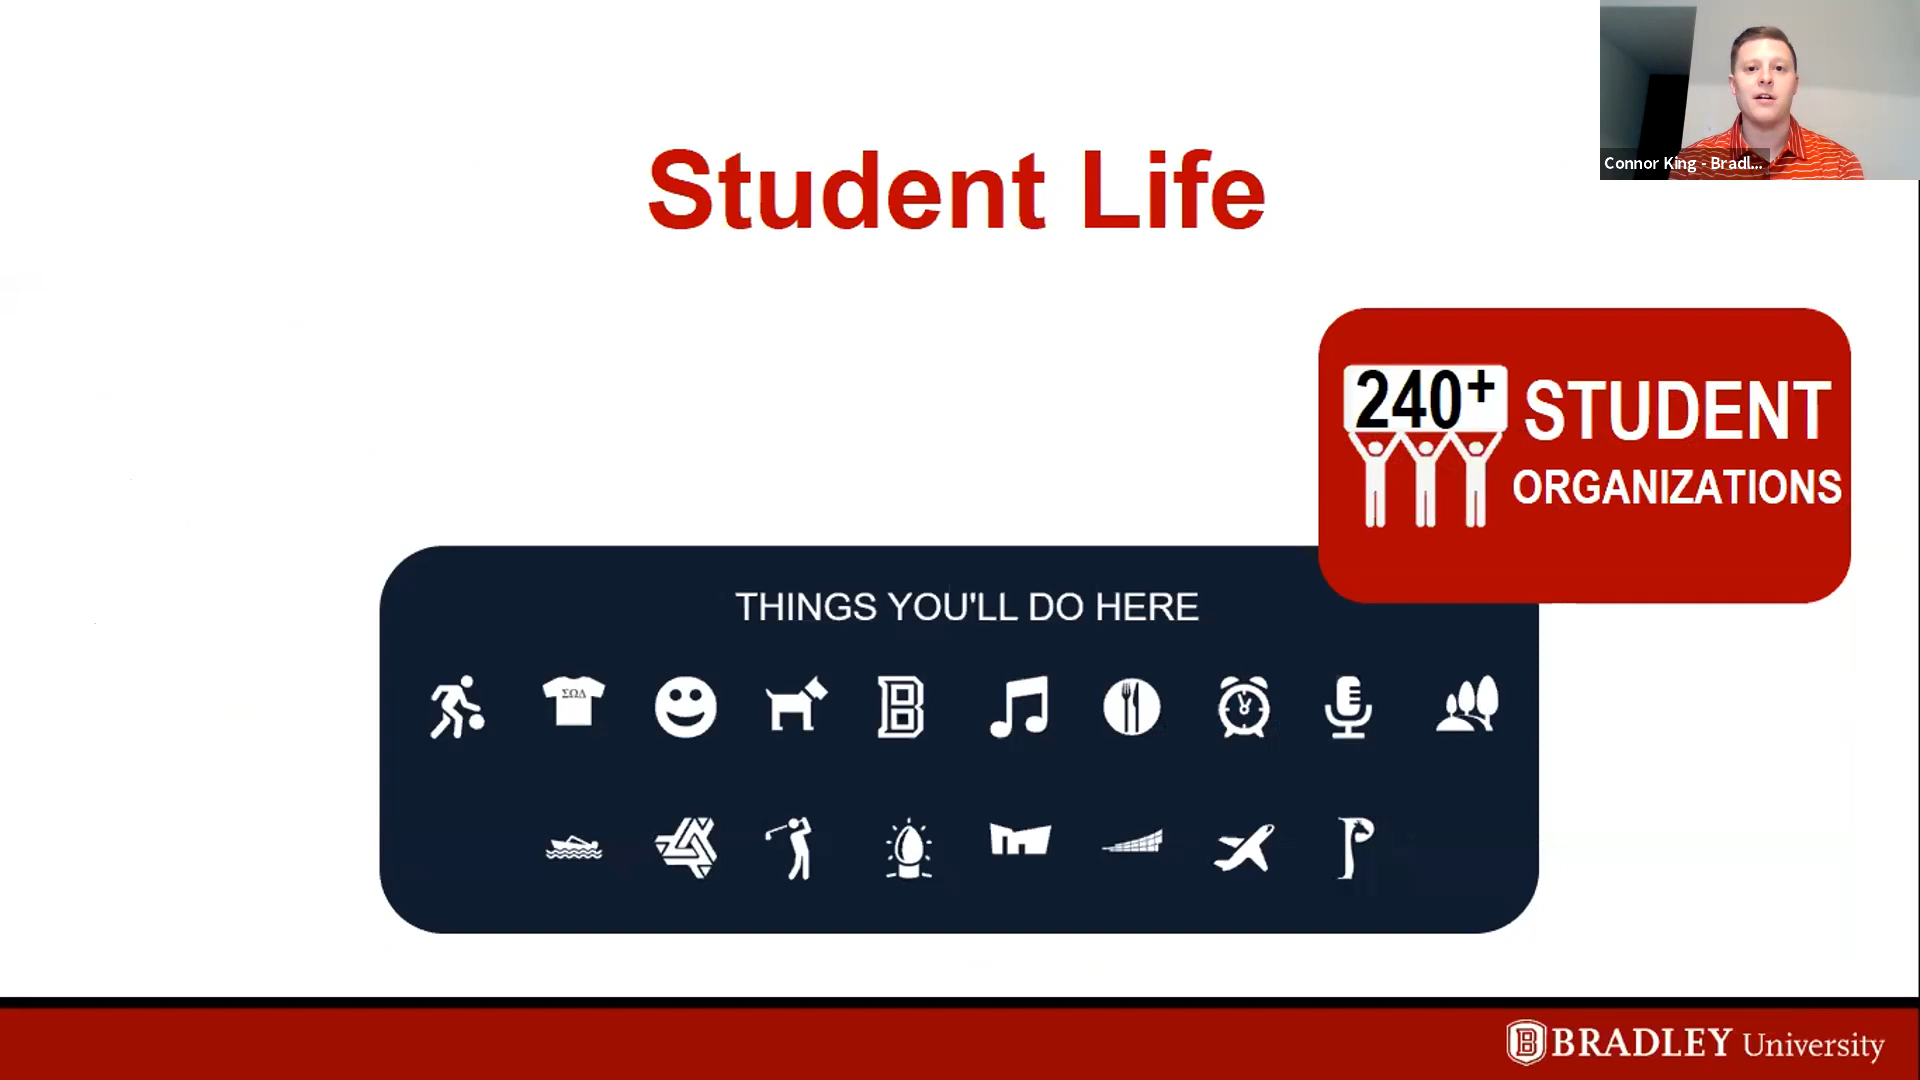 Connor King - Bradl...
Student Life
240+
STUDENT
ORGANIZATIONS
THINGS YOU'LL DO HERE
ΣΩΔ
B
B BRADLEY University